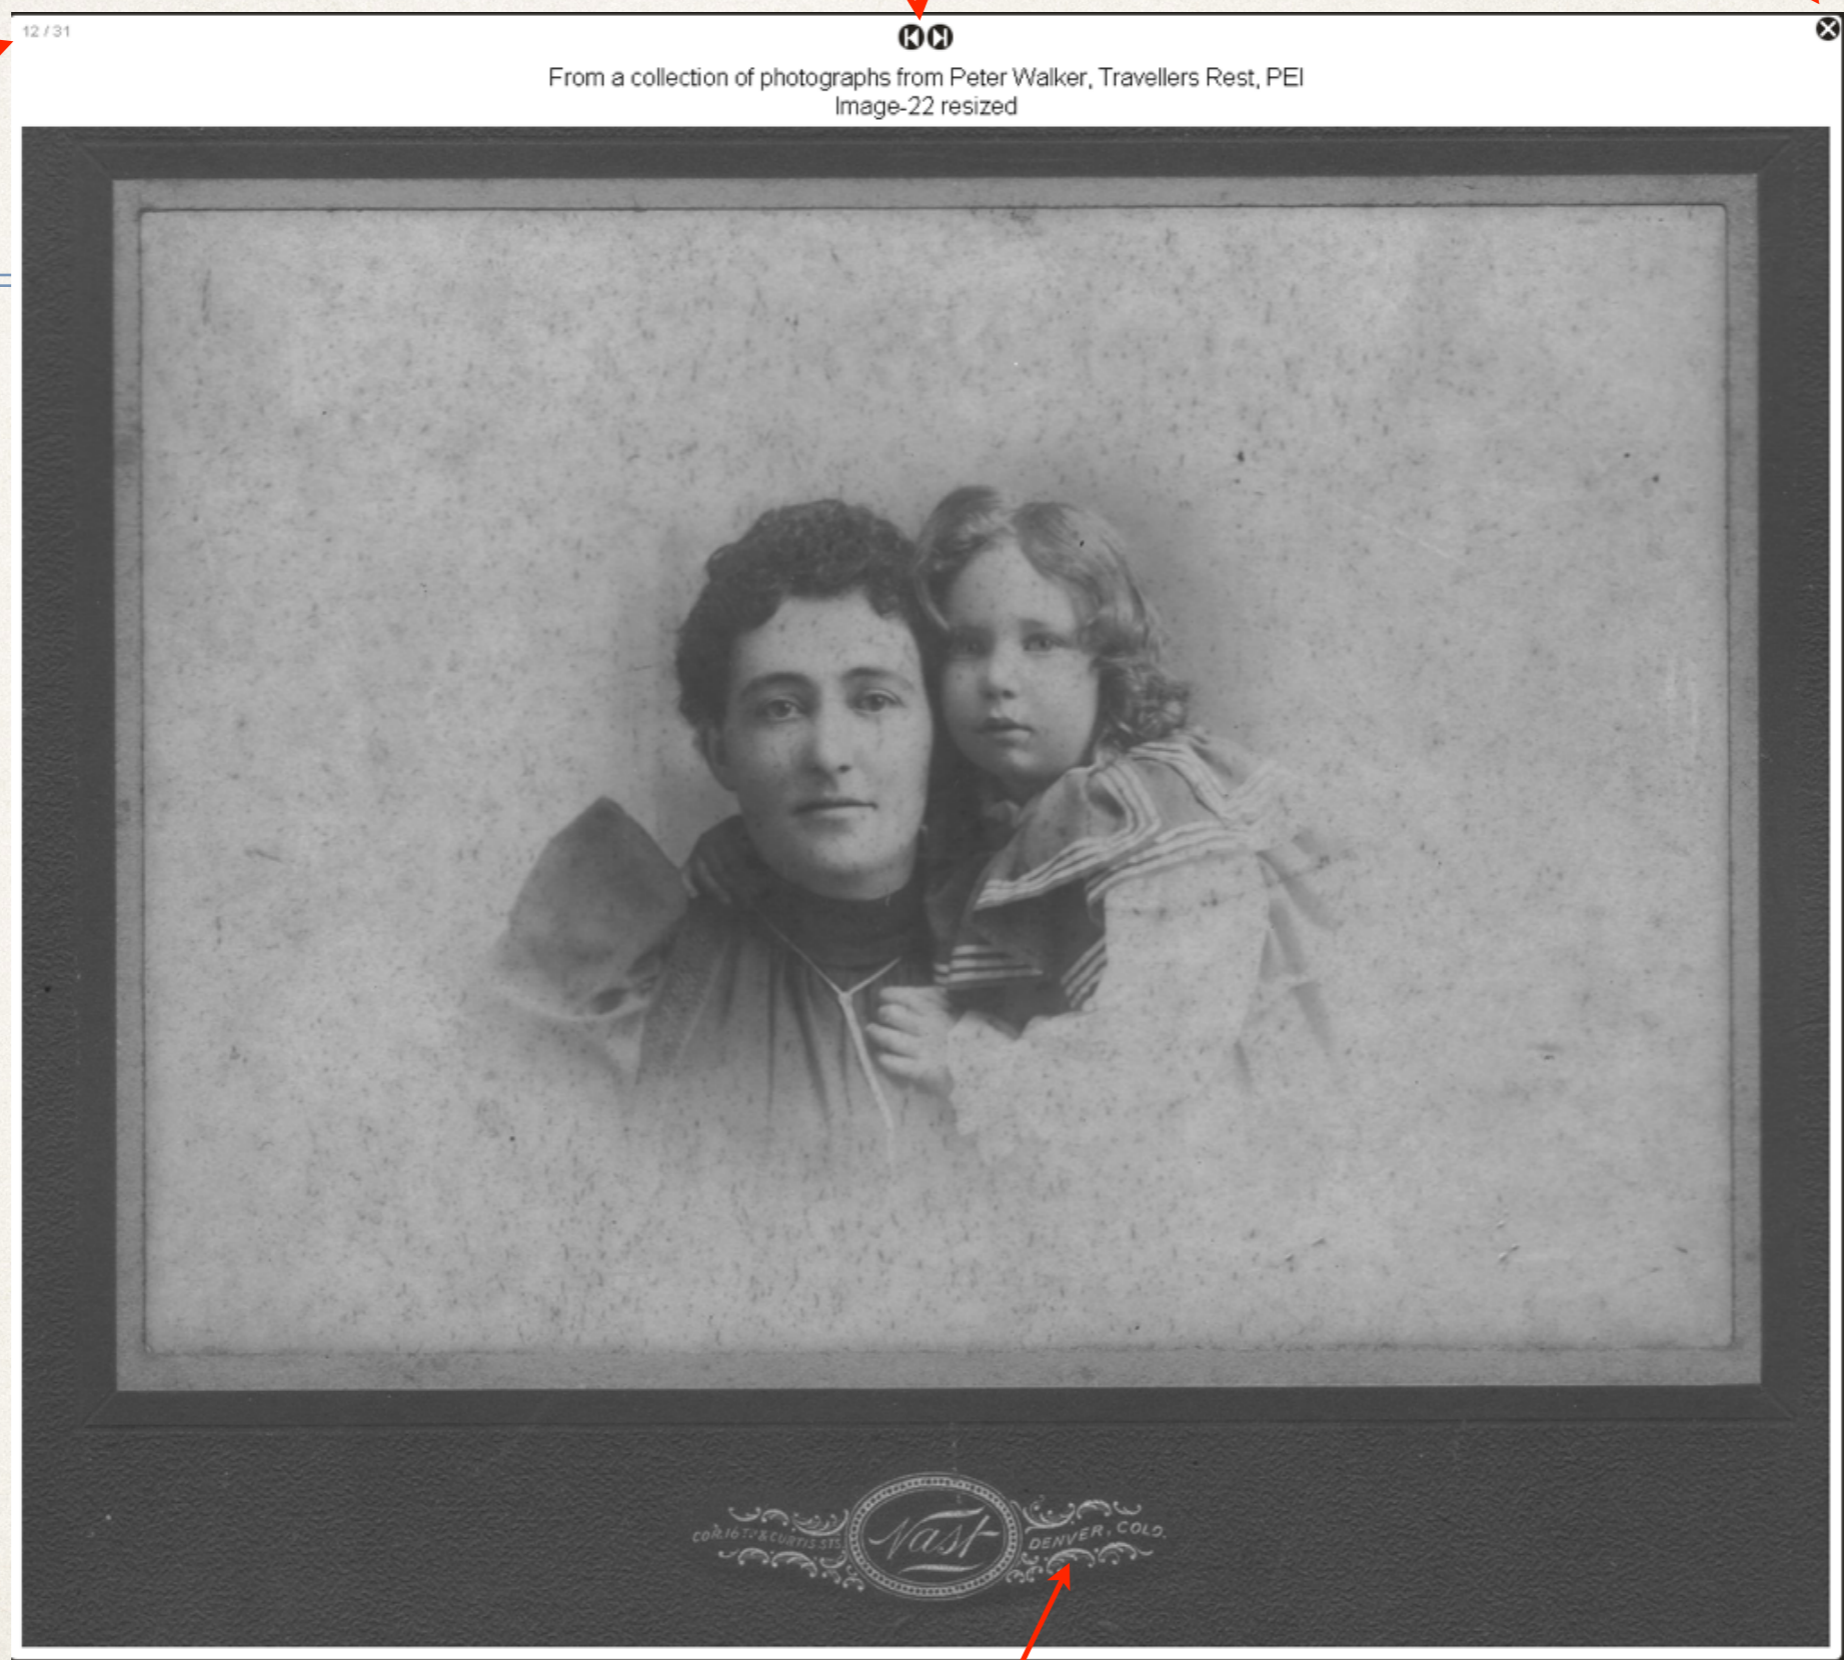 12 / 31
From a collection of photographs from Peter Walker, Travellers Rest, PEI
Image-22 resized
COR.16TH & CURTIS STS.
Nast
DENVER, COLO.